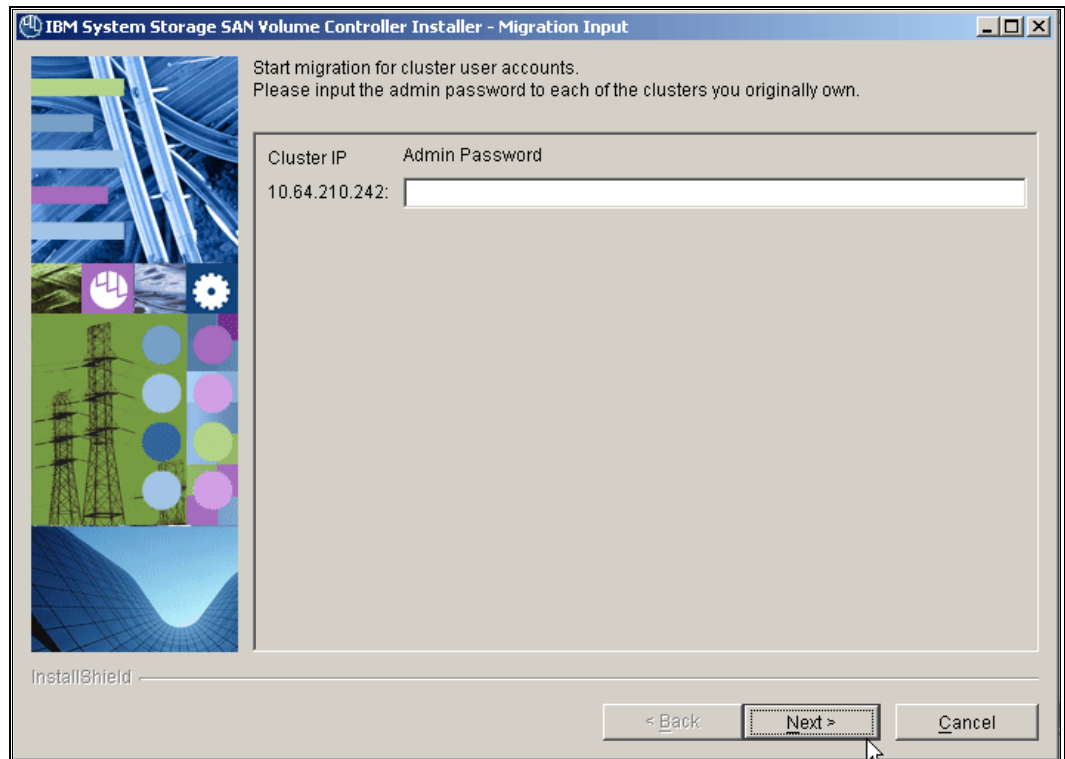 IBM System Storage SAN Volume Controller Installer - Migration Input
Start migration for cluster user accounts.
Please input the admin password to each of the clusters you originally own.
Cluster IP Admin Password
10.64.210.242:
InstallShield
< Back Next > Cancel